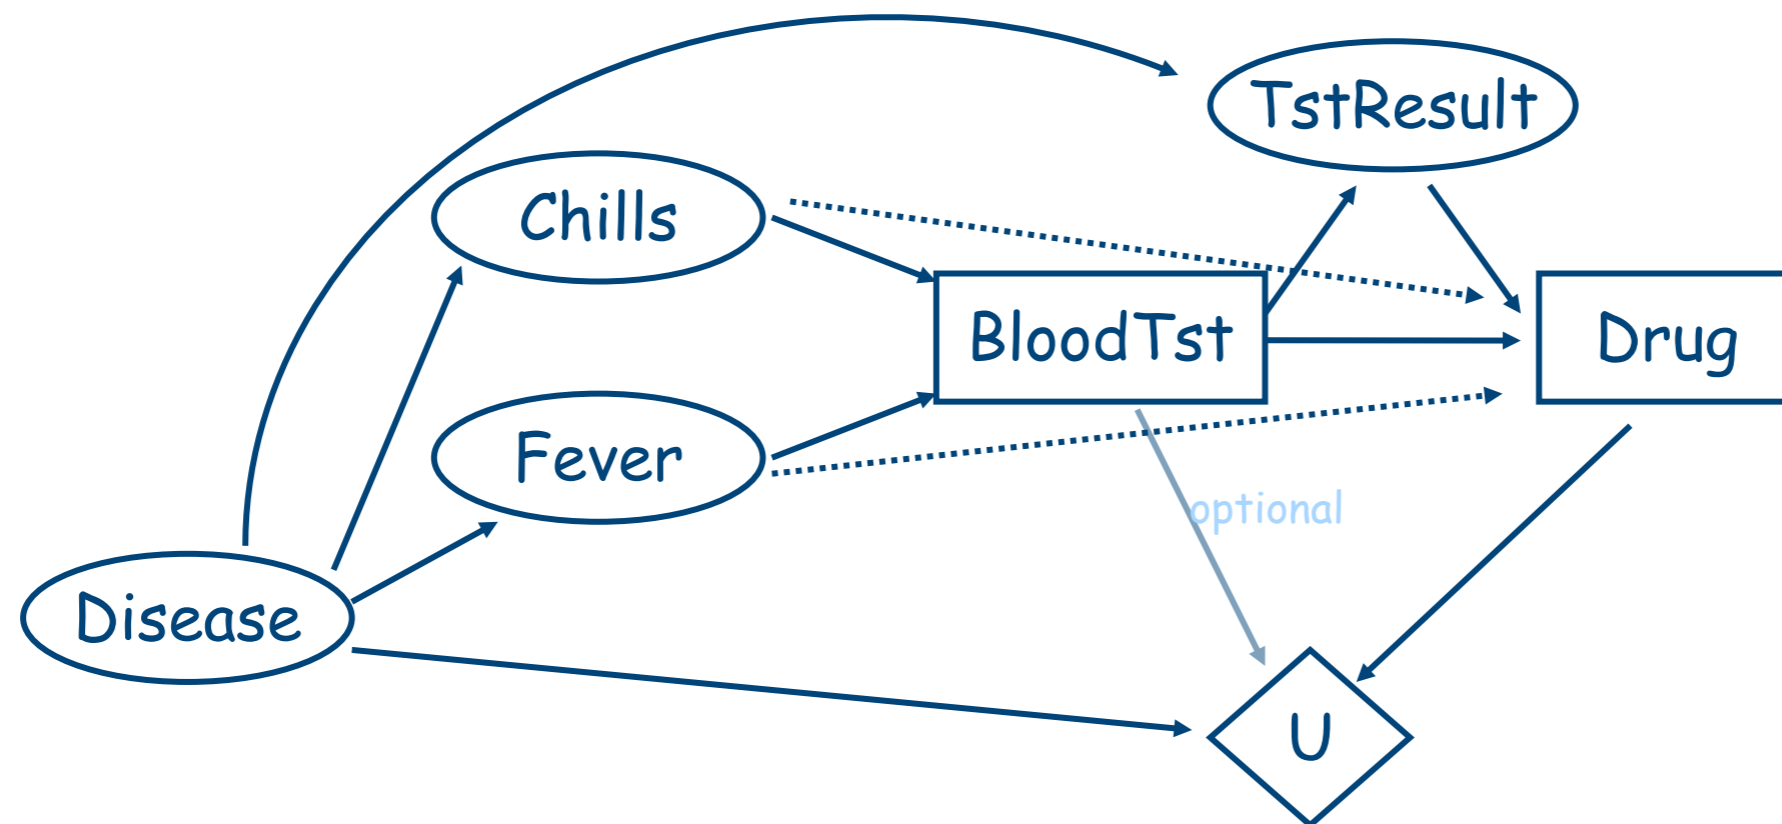 TstResult
Chills
BloodTst
Drug
Fever
optional
Disease
U